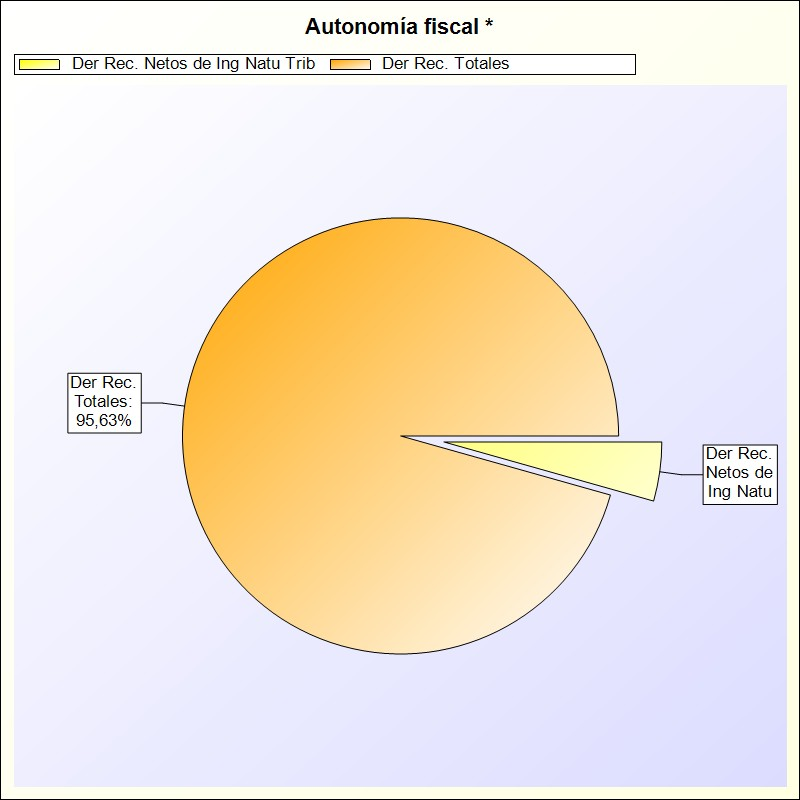 Autonomía fiscal *
Der Rec. Netos de Ing Natu Trib Der Rec. Totales
Der Rec.
Totales:
95,63%
Der Rec.
Netos de
Ing Natu